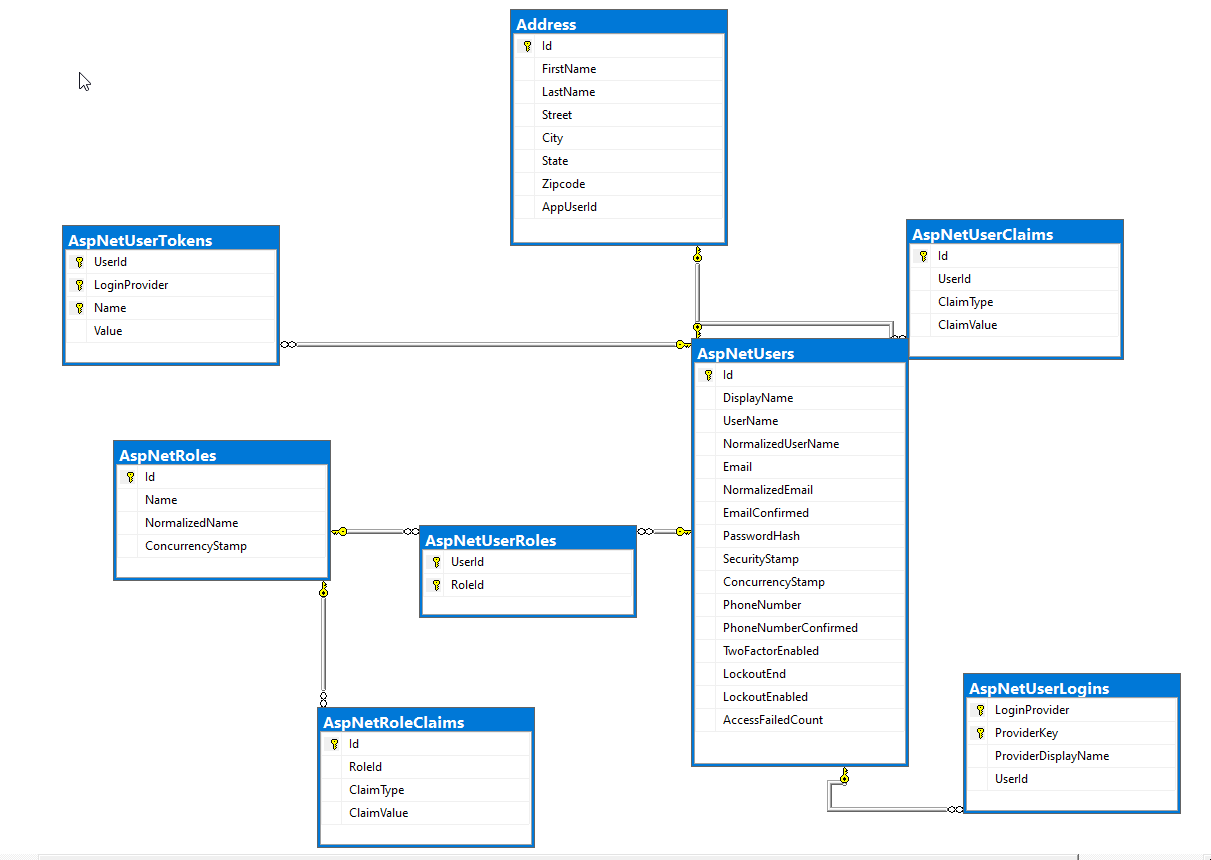 Address
Id
FirstName
LastName
Street
City
State
Zipcode
AppUserId
AspNetUserTokens
UserId
LoginProvider
Name
Value
AspNetUserClaims
Id
UserId
ClaimType
ClaimValue
AspNetUsers
Id
DisplayName
UserName
NormalizedUserName
Email
NormalizedEmail
EmailConfirmed
PasswordHash
SecurityStamp
ConcurrencyStamp
PhoneNumber
PhoneNumberConfirmed
TwoFactorEnabled
LockoutEnd
LockoutEnabled
AccessFailedCount
AspNetRoles
Id
Name
NormalizedName
ConcurrencyStamp
AspNetUserRoles
UserId
RoleId
AspNetRoleClaims
Id
RoleId
ClaimType
ClaimValue
AspNetUserLogins
LoginProvider
ProviderKey
ProviderDisplayName
UserId